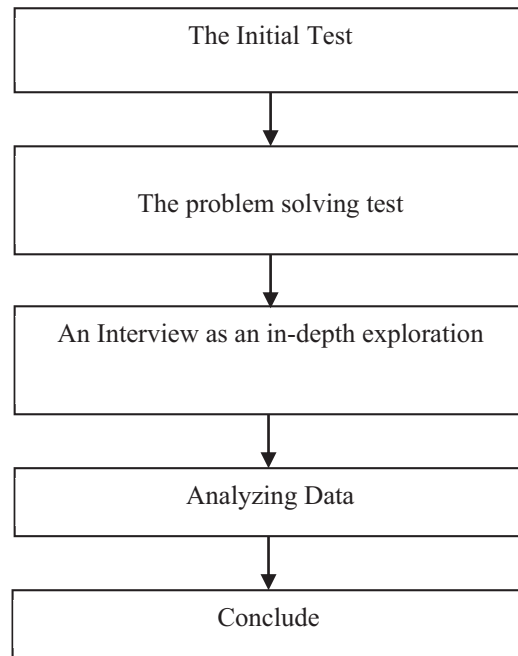 The Initial Test
The problem solving test
An Interview as an in-depth exploration
Analyzing Data
Conclude